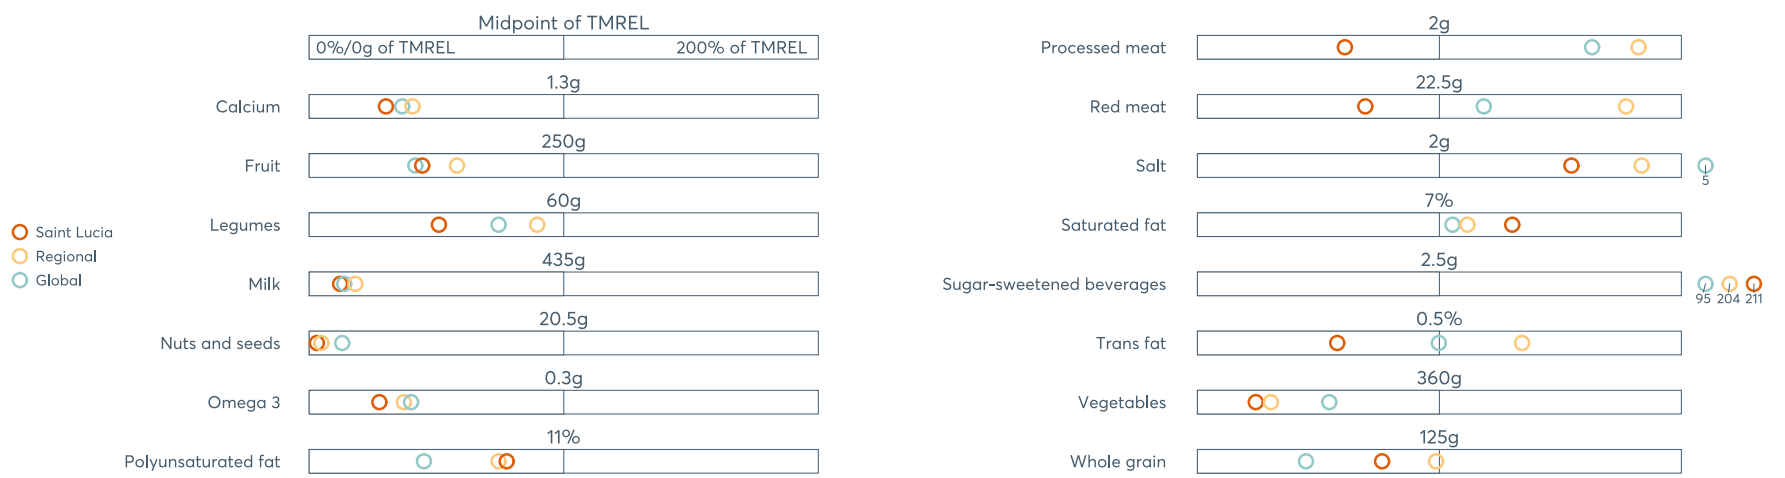 Midpoint of TMREL
0%/0g of TMREL
200% of TMREL
1.3g
Calcium
250g
Fruit
60g
Legumes
435g
Milk
20.5g
Nuts and seeds
0.3g
Omega 3
11%
Polyunsaturated fat
Saint Lucia
Regional
Global
2g
Processed meat
22.5g
Red meat
2g
Salt
5
7%
Saturated fat
2.5g
Sugar-sweetened beverages
95 204 211
0.5%
Trans fat
360g
Vegetables
125g
Whole grain